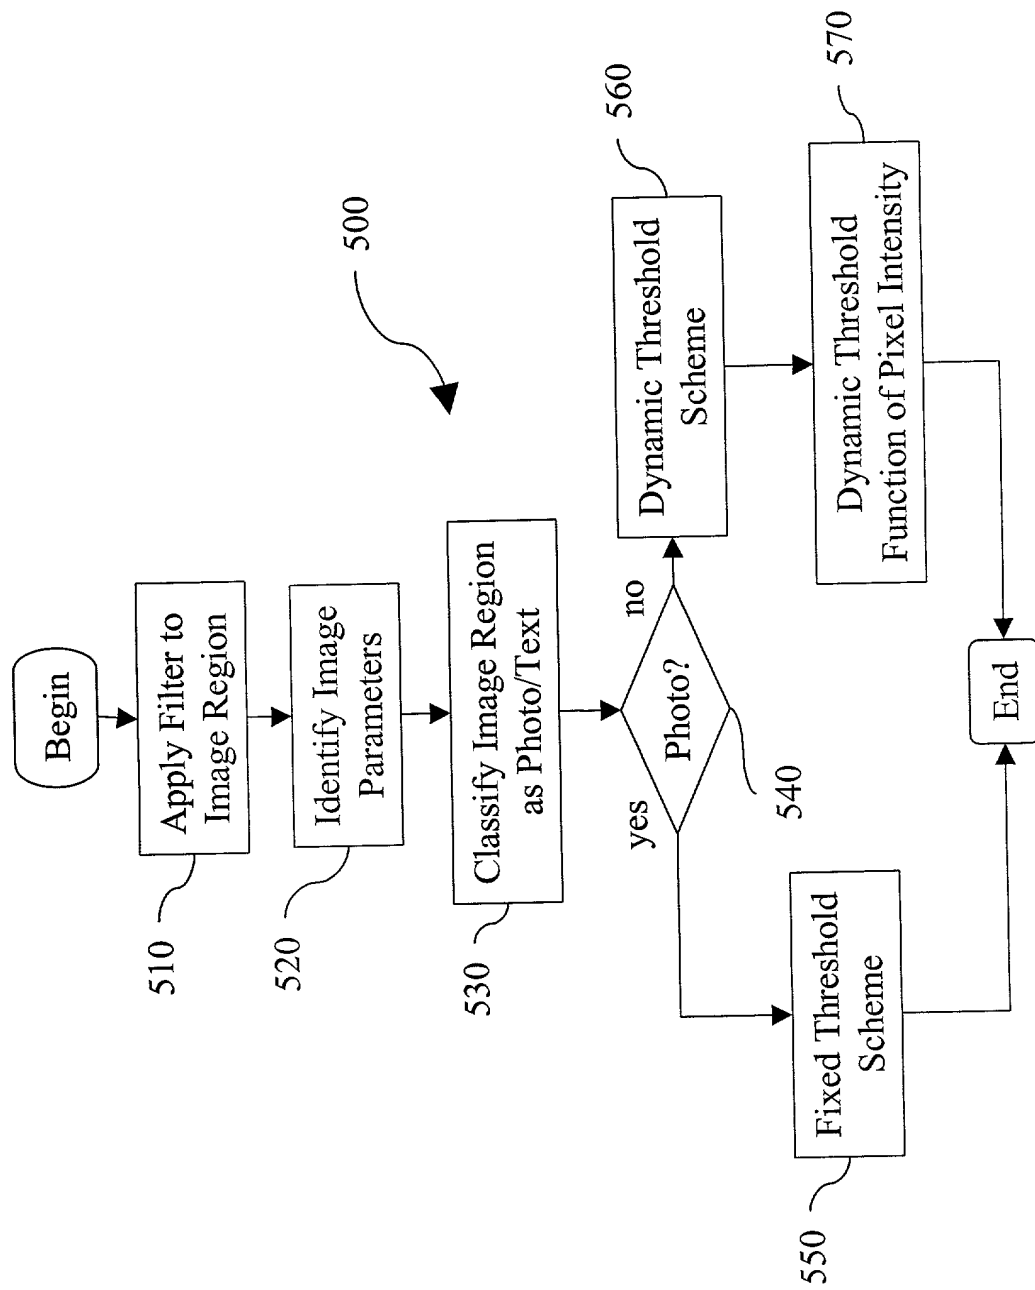 Begin
Apply Filter to
Image Region
510
Identify Image
Parameters
520
500
Classify Image Region
as Photo/Text
530
Photo?
yes
no
540
Dynamic Threshold
Scheme
560
Fixed Threshold
Scheme
550
Dynamic Threshold
Function of Pixel Intensity
570
End